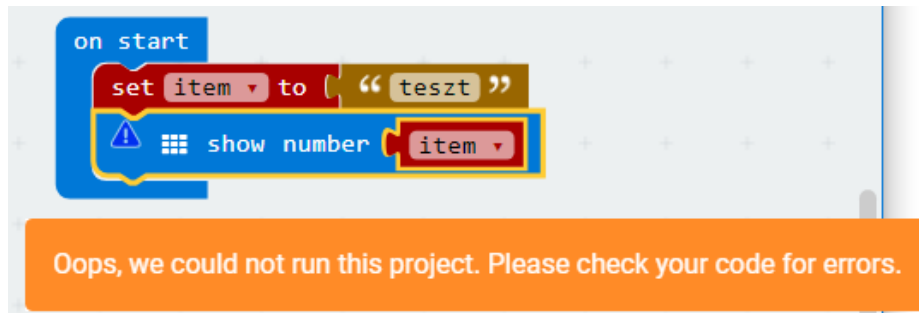 on start
set item to “ teszt ”
show number item
Oops, we could not run this project. Please check your code for errors.